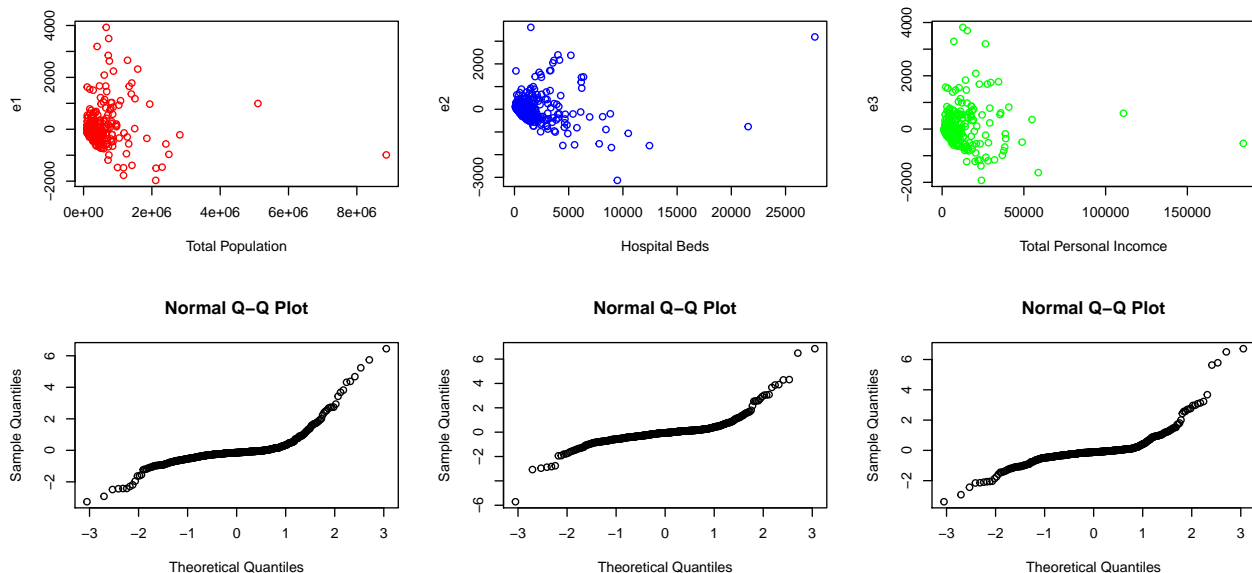 e1
4000
2000
0
-2000
0e+00 2e+06 4e+06 6e+06 8e+06
Total Population
e2
0
-3000
0 5000 10000 15000 20000 25000
Hospital Beds
e3
4000
2000
0
-2000
0 50000 100000 150000
Total Personal Incomce
Normal Q-Q Plot
Sample Quantiles
6
4
2
0
-2
-3 -2 -1 0 1 2 3
Theoretical Quantiles
Normal Q-Q Plot
Sample Quantiles
6
2
-2
-6
-3 -2 -1 0 1 2 3
Theoretical Quantiles
Normal Q-Q Plot
Sample Quantiles
6
4
2
0
-2
-3 -2 -1 0 1 2 3
Theoretical Quantiles